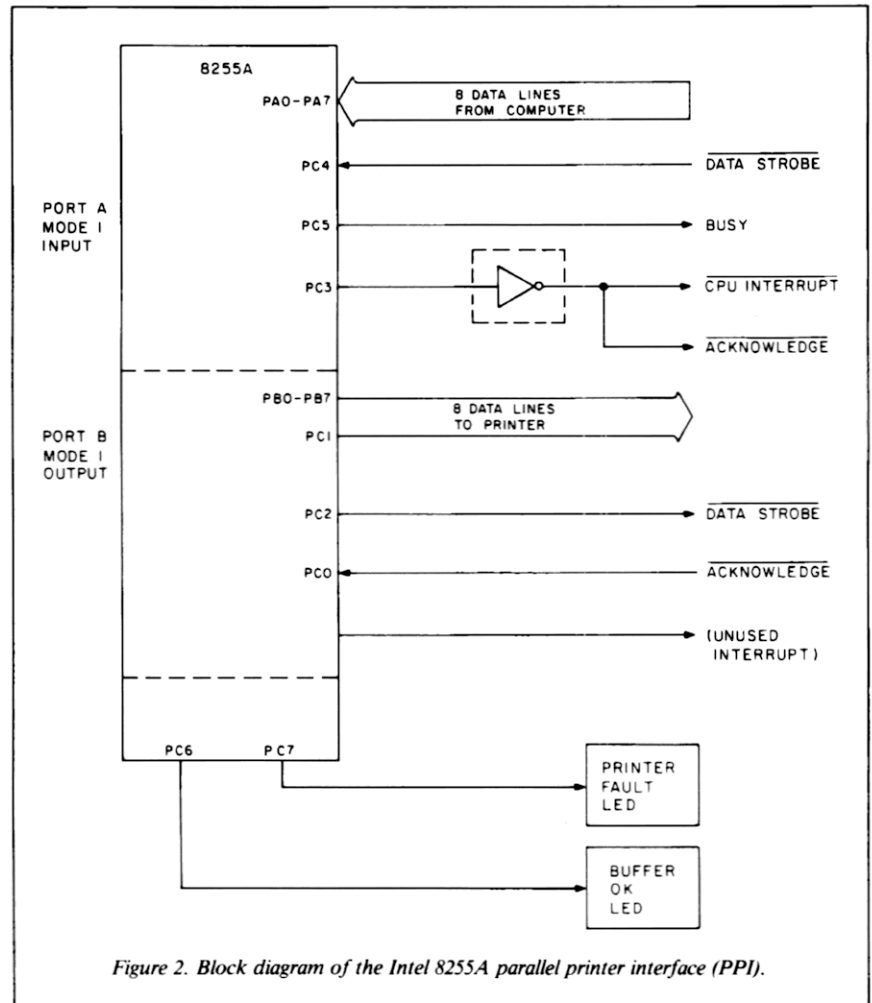 8255A
PA0-PA7
8 DATA LINES
FROM COMPUTER
PC4
DATA STROBE
PORT A
MODE 1
INPUT
PC5
BUSY
PC3
CPU INTERRUPT
ACKNOWLEDGE
PB0-PB7
8 DATA LINES
TO PRINTER
PORT B
MODE 1
OUTPUT
PC1
PC2
DATA STROBE
PC0
ACKNOWLEDGE
(UNUSED
INTERRUPT)
PC6
PC7
PRINTER
FAULT
LED
BUFFER
OK
LED
Figure 2. Block diagram of the Intel 8255A parallel printer interface (PPI).